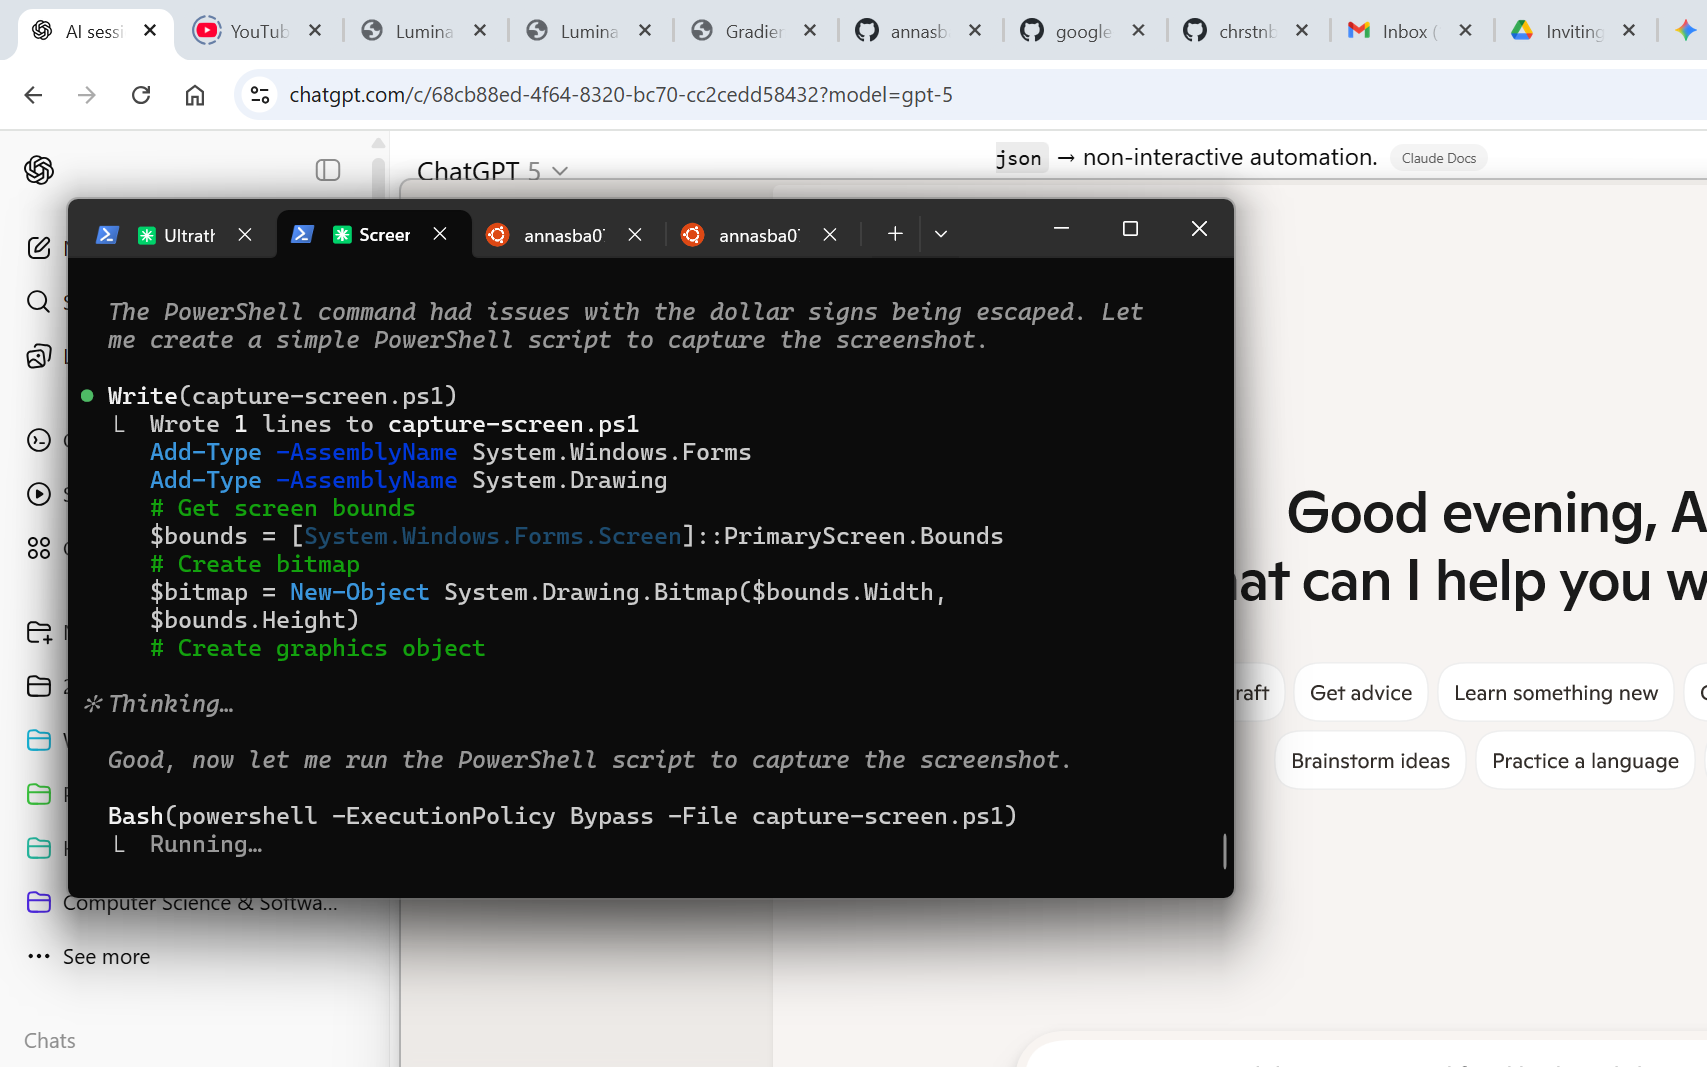 AI sessi
YouTub
Lumina
Lumina
Gradien
annasb
google
chrstnb
Inbox (
Inviting
chatgpt.com/c/68cb88ed-4f64-8320-bc70-cc2cedd58432?model=gpt-5
ChatGPT 5
json → non-interactive automation. Claude Docs
Ultrath
Screer
annasba0
annasba0
The PowerShell command had issues with the dollar signs being escaped. Let
me create a simple PowerShell script to capture the screenshot.
Write(capture-screen.ps1)
Wrote 1 lines to capture-screen.ps1
Add-Type -AssemblyName System.Windows.Forms
Add-Type -AssemblyName System.Drawing
# Get screen bounds
$bounds = [System.Windows.Forms.Screen]::PrimaryScreen.Bounds
# Create bitmap
$bitmap = New-Object System.Drawing.Bitmap($bounds.Width,
$bounds.Height)
# Create graphics object
* Thinking…
Good, now let me run the PowerShell script to capture the screenshot.
Bash(powershell -ExecutionPolicy Bypass -File capture-screen.ps1)
Running…
Good evening, A
at can I help you w
raft
Get advice
Learn something new
Brainstorm ideas
Practice a language
Computer Science & Softwa...
See more
Chats